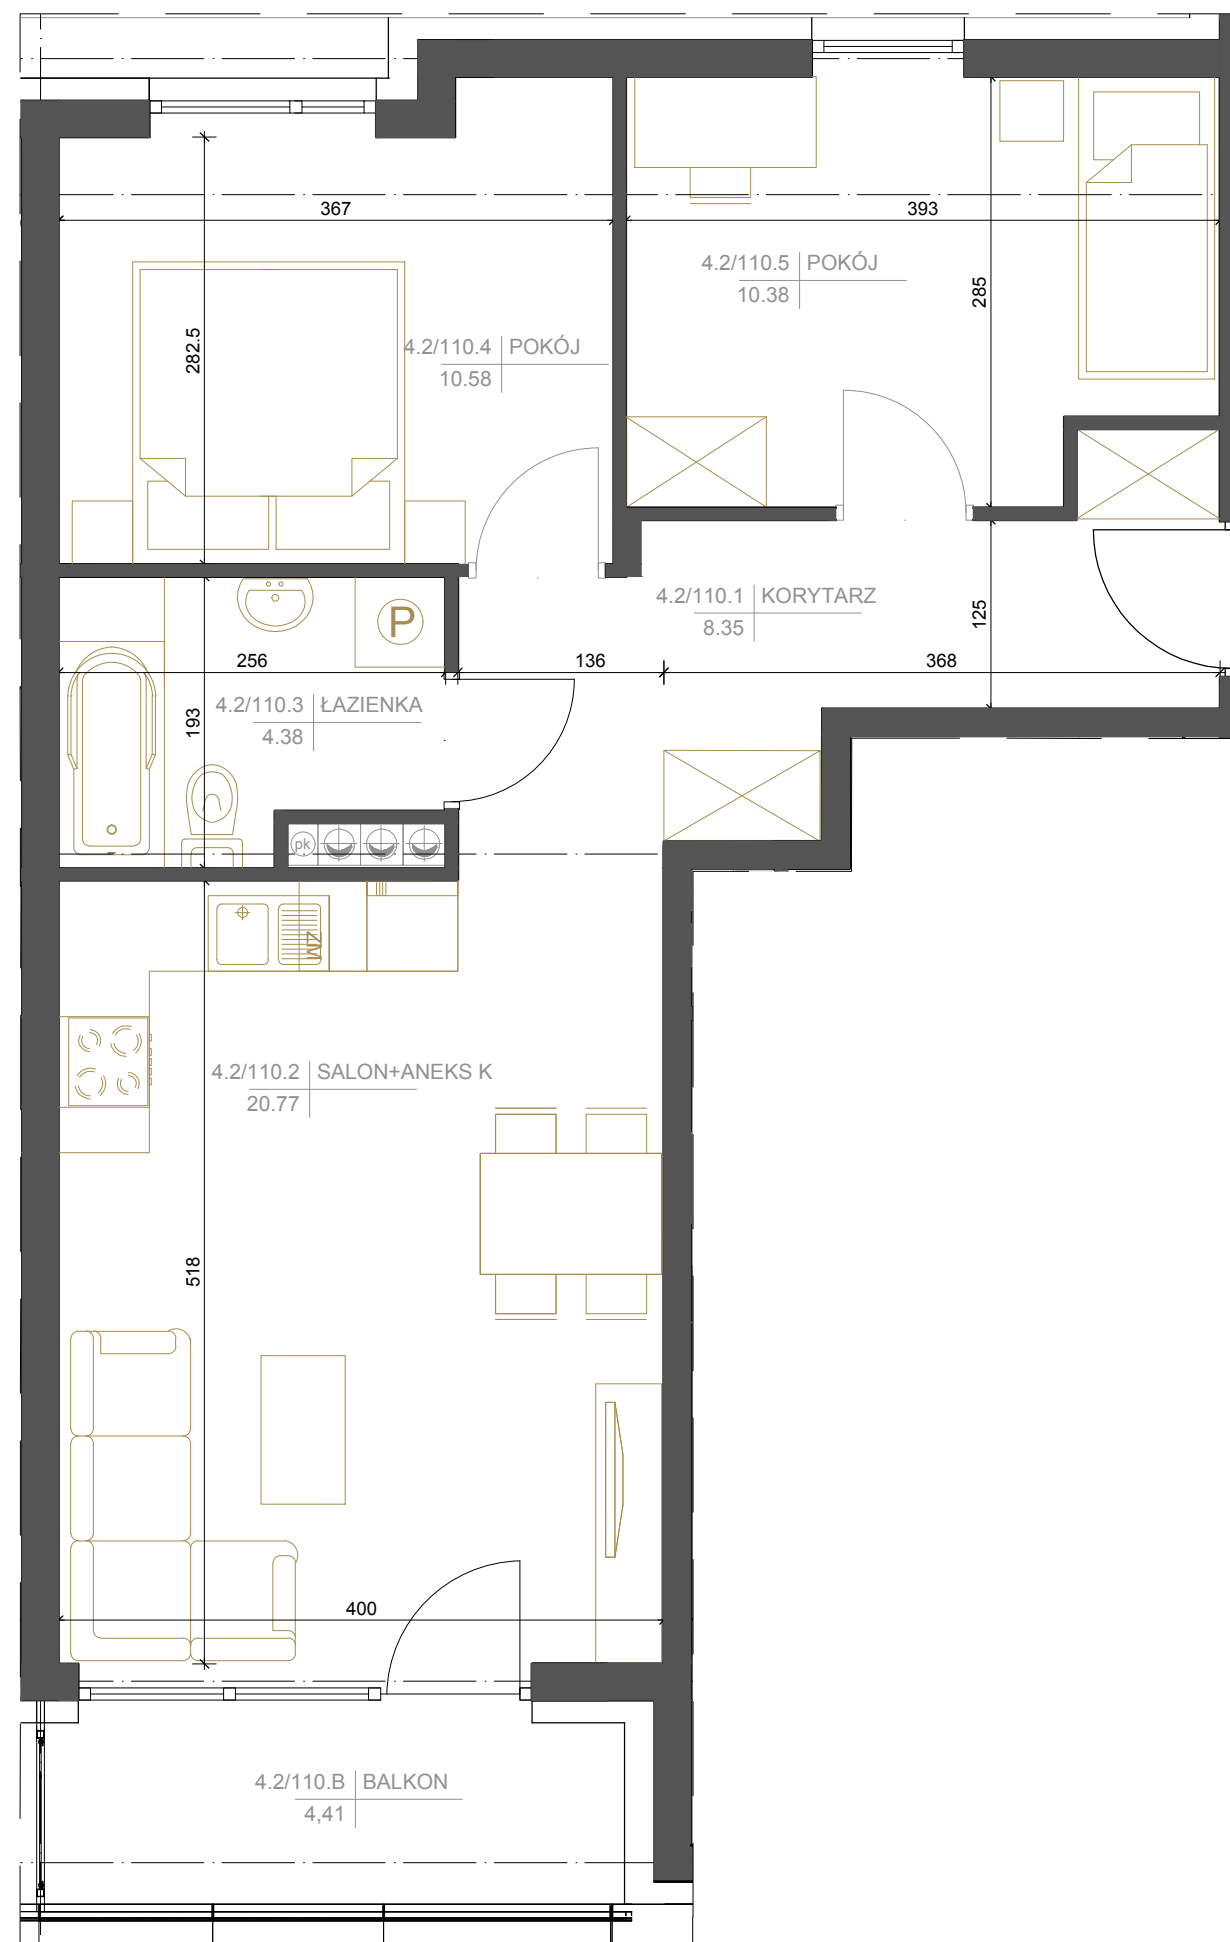 367
393
4.2/110.5 POKÓJ
10.38
285
282.5
4.2/110.4 POKÓJ
10.58
4.2/110.1 KORYTARZ
8.35
125
P
256
136
368
4.2/110.3 ŁAZIENKA
4.38
193
pk
ZM
4.2/110.2 SALON+ANEKS K
20.77
518
400
4.2/110.B BALKON
4,41